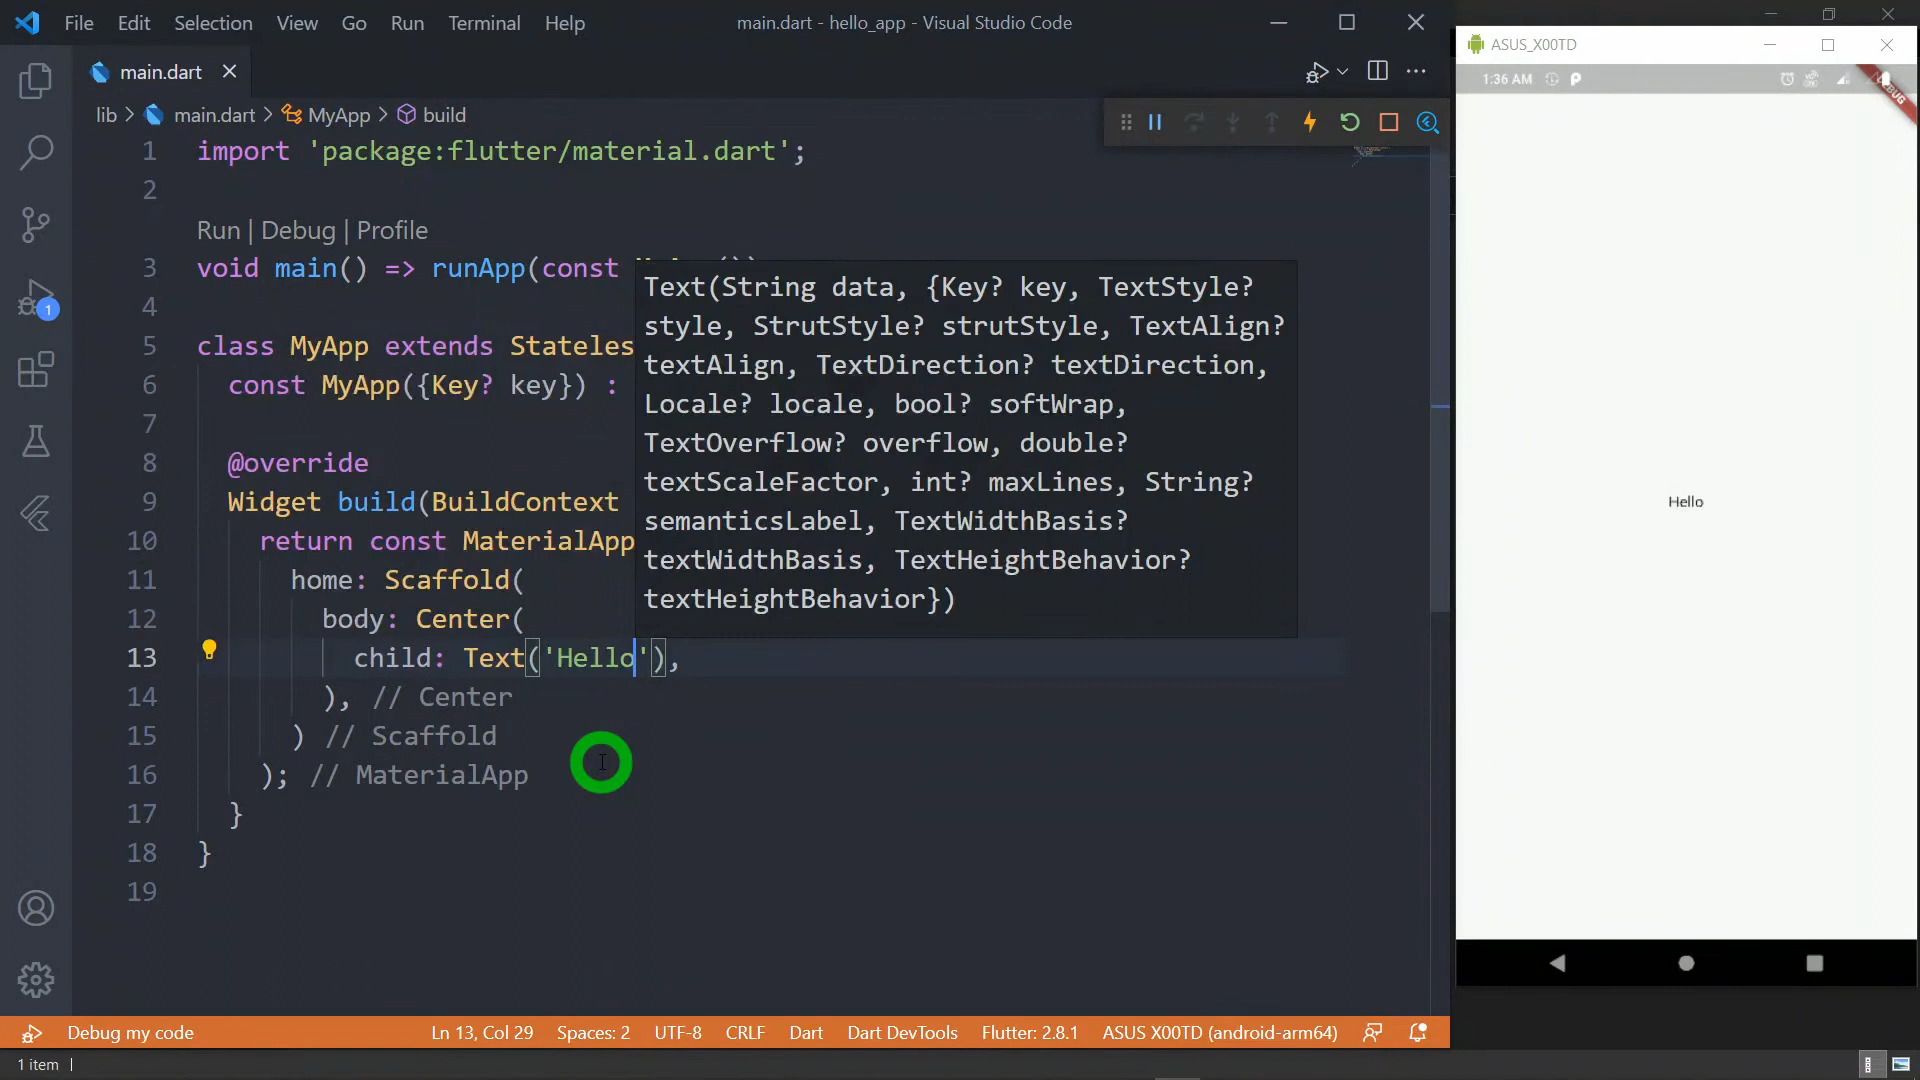 File Edit Selection View Go Run Terminal Help
main.dart - hello_app - Visual Studio Code
main.dart
lib > main.dart > MyApp > build
1 import 'package:flutter/material.dart';
2
Run | Debug | Profile
3 void main() => runApp(const
4
5 class MyApp extends Stateles
6 const MyApp({Key? key}) :
7
8 @override
9 Widget build(BuildContext
10 return const MaterialApp
11 home: Scaffold(
12 body: Center(
13 child: Text('Hello'),
14 ), // Center
15 ) // Scaffold
16 ); // MaterialApp
17 }
18 }
19
Text(String data, {Key? key, TextStyle?
style, StrutStyle? strutStyle, TextAlign?
textAlign, TextDirection? textDirection,
Locale? locale, bool? softWrap,
TextOverflow? overflow, double?
textScaleFactor, int? maxLines, String?
semanticsLabel, TextWidthBasis?
textWidthBasis, TextHeightBehavior?
textHeightBehavior})
1
Debug my code
Ln 13, Col 29 Spaces: 2 UTF-8 CRLF Dart Dart DevTools Flutter: 2.8.1 ASUS X00TD (android-arm64)
1 item
ASUS_X00TD
1:36 AM
Hello